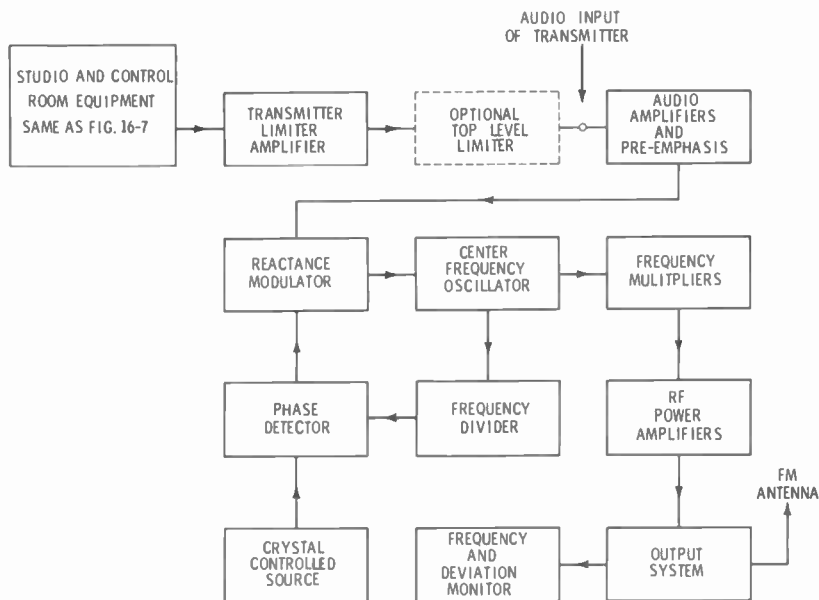 AUDIO INPUT
OF TRANSMITTER
STUDIO AND CONTROL
ROOM EQUIPMENT
SAME AS FIG. 16-7
TRANSMITTER
LIMITER
AMPLIFIER
OPTIONAL
TOP LEVEL
LIMITER
AUDIO
AMPLIFIERS
AND
PRE-EMPHASIS
REACTANCE
MODULATOR
CENTER
FREQUENCY
OSCILLATOR
FREQUENCY
MULITPLIERS
PHASE
DETECTOR
FREQUENCY
DIVIDER
RF
POWER
AMPLIFIERS
FM
ANTENNA
CRYSTAL
CONTROLLED
SOURCE
FREQUENCY
AND
DEVIATION
MONITOR
OUTPUT
SYSTEM